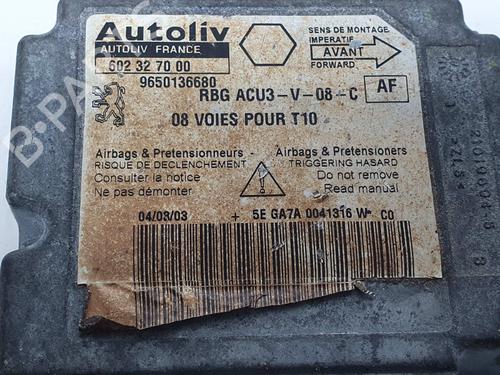 Autoliv
AUTOLIV FRANCE
602 32 70 00
9650136680
SENS DE MONTAGE
IMPERATIF
AVANT
FORWARD
RBG ACU3-V-08-C
AF
08 VOIES POUR T10
Airbags & Pretensionneurs
RISQUE DE DECLENCHEMENT
Consulter la notice
Ne pas démonter
Airbags & Pretensioners
TRIGGERING HASARD
Do not remove
Read manual
04/03/03 + 5E GA7A 0041316 W- C0
B-PARTS